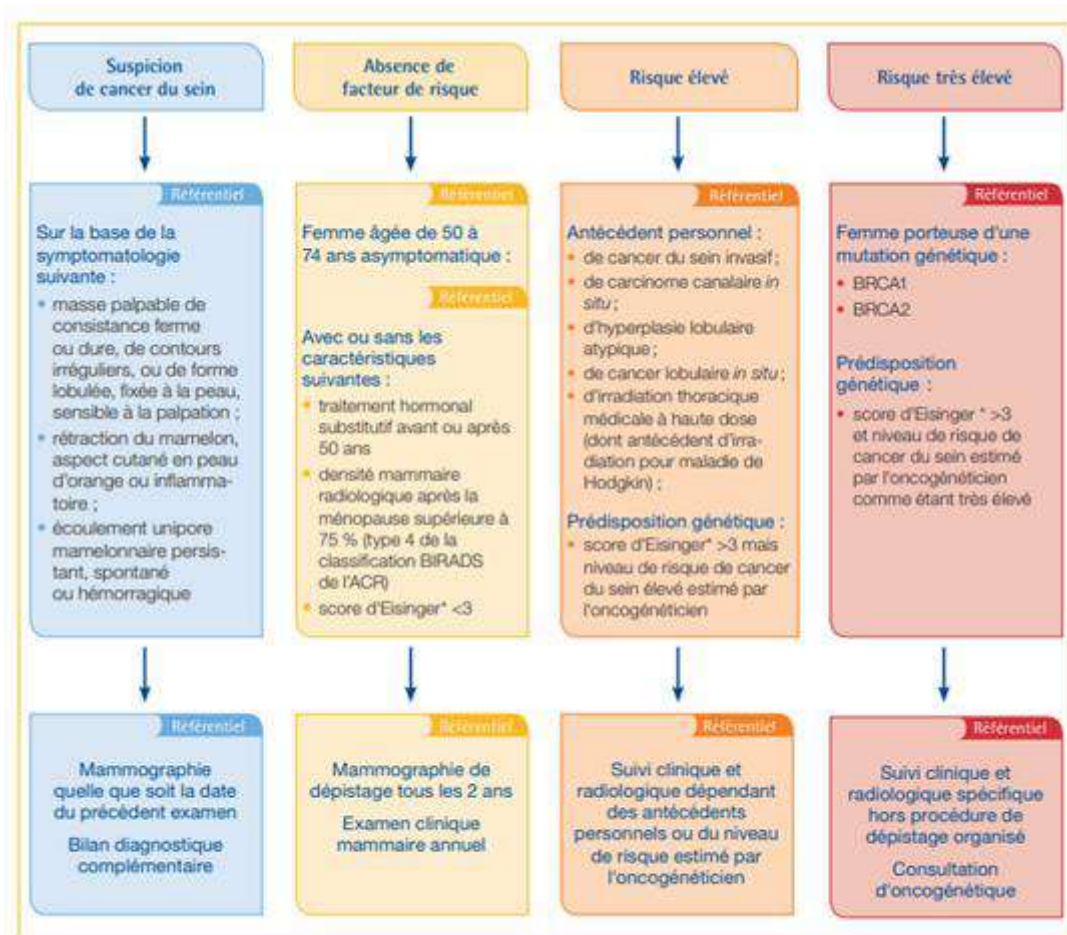 Suspicion
de cancer du sein
Référentiel
Sur la base de la
symptomatologie
suivante :
• masse palpable de
consistance ferme
ou dure, de contours
irréguliers, ou de forme
lobulée, fixée à la peau,
sensible à la palpation ;
• rétraction du mamelon,
aspect cutané en peau
d'orange ou inflamma-
toire ;
• écoulement unipore
mamelonnaire persis-
tant, spontané
ou hémorragique
Référentiel
Mammographie
quelle que soit la date
du précédent examen
Bilan diagnostique
complémentaire
Absence de
facteur de risque
Référentiel
Femme âgée de 50 à
74 ans asymptomatique :
Référentiel
Avec ou sans les
caractéristiques
suivantes :
• traitement hormonal
substitutif avant ou après
50 ans
• densité mammaire
radiologique après la
ménopause supérieure à
75 % (type 4 de la
classification BIRADS
de l'ACR)
• score d'Eisinger* <3
Référentiel
Mammographie de
dépistage tous les 2 ans
Examen clinique
mammaire annuel
Risque élevé
Référentiel
Antécédent personnel :
• de cancer du sein invasif ;
• de carcinome canalaire in
situ ;
• d'hyperplasie lobulaire
atypique ;
• de cancer lobulaire in situ ;
• d'irradiation thoracique
médicale à haute dose
(dont antécédent d'irra-
diation pour maladie de
Hodgkin) ;
Prédisposition génétique :
• score d'Eisinger* >3 mais
niveau de risque de cancer
du sein élevé estimé par
l'oncogénéticien
Référentiel
Suivi clinique et
radiologique dépendant
des antécédents
personnels ou du niveau
de risque estimé par
l'oncogénéticien
Risque très élevé
Référentiel
Femme porteuse d'une
mutation génétique :
• BRCA1
• BRCA2
Prédisposition
génétique :
• score d'Eisinger * >3
et niveau de risque de
cancer du sein estimé
par l'oncogénéticien
comme étant très élevé
Référentiel
Suivi clinique et
radiologique spécifique
hors procédure de
dépistage organisé
Consultation
d'oncogénétique